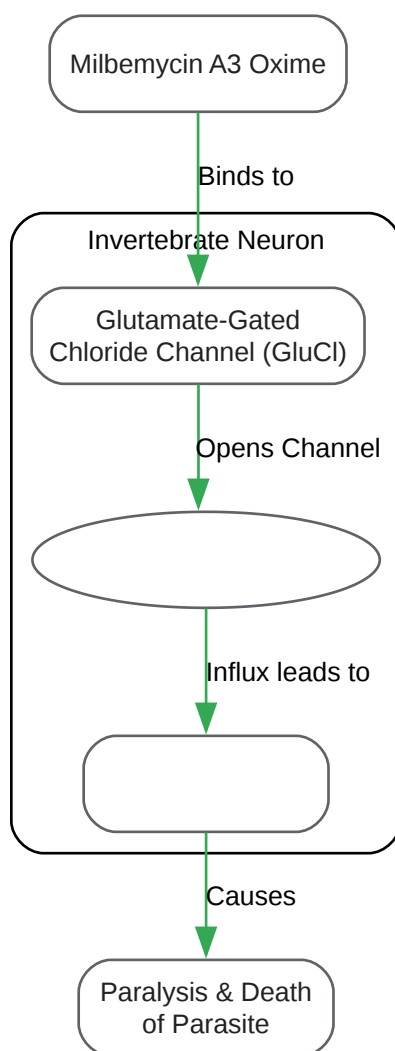 Milbemycin A3 Oxime
Binds to
Invertebrate Neuron
Glutamate-Gated
Chloride Channel (GluCl)
Opens Channel
Influx leads to
Causes
Paralysis & Death
of Parasite